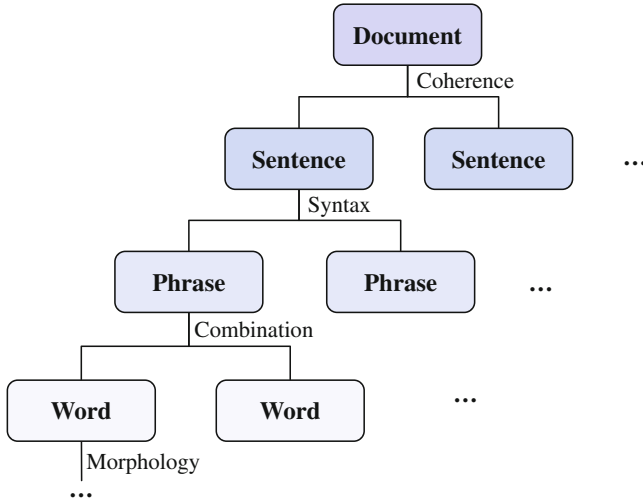 Document
Coherence
Sentence
Sentence
...
Syntax
Phrase
Phrase
...
Combination
Word
Word
...
Morphology
...